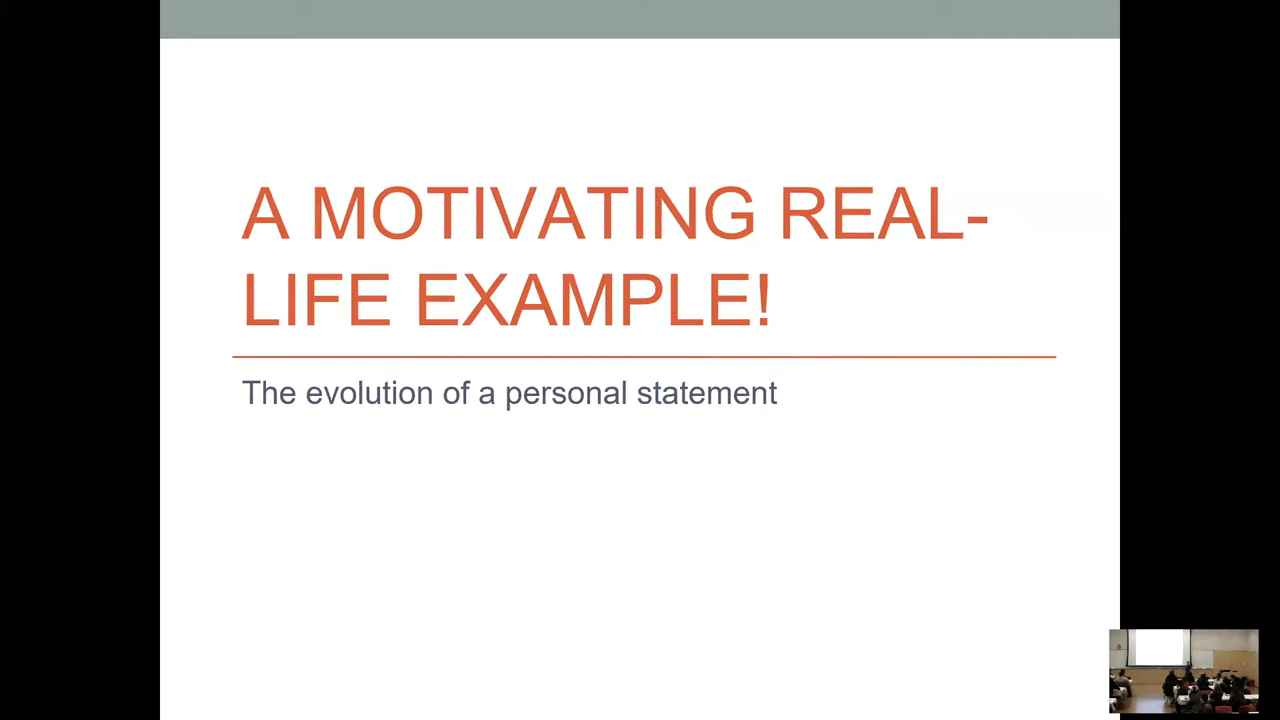 A MOTIVATING REAL-
LIFE EXAMPLE!
The evolution of a personal statement